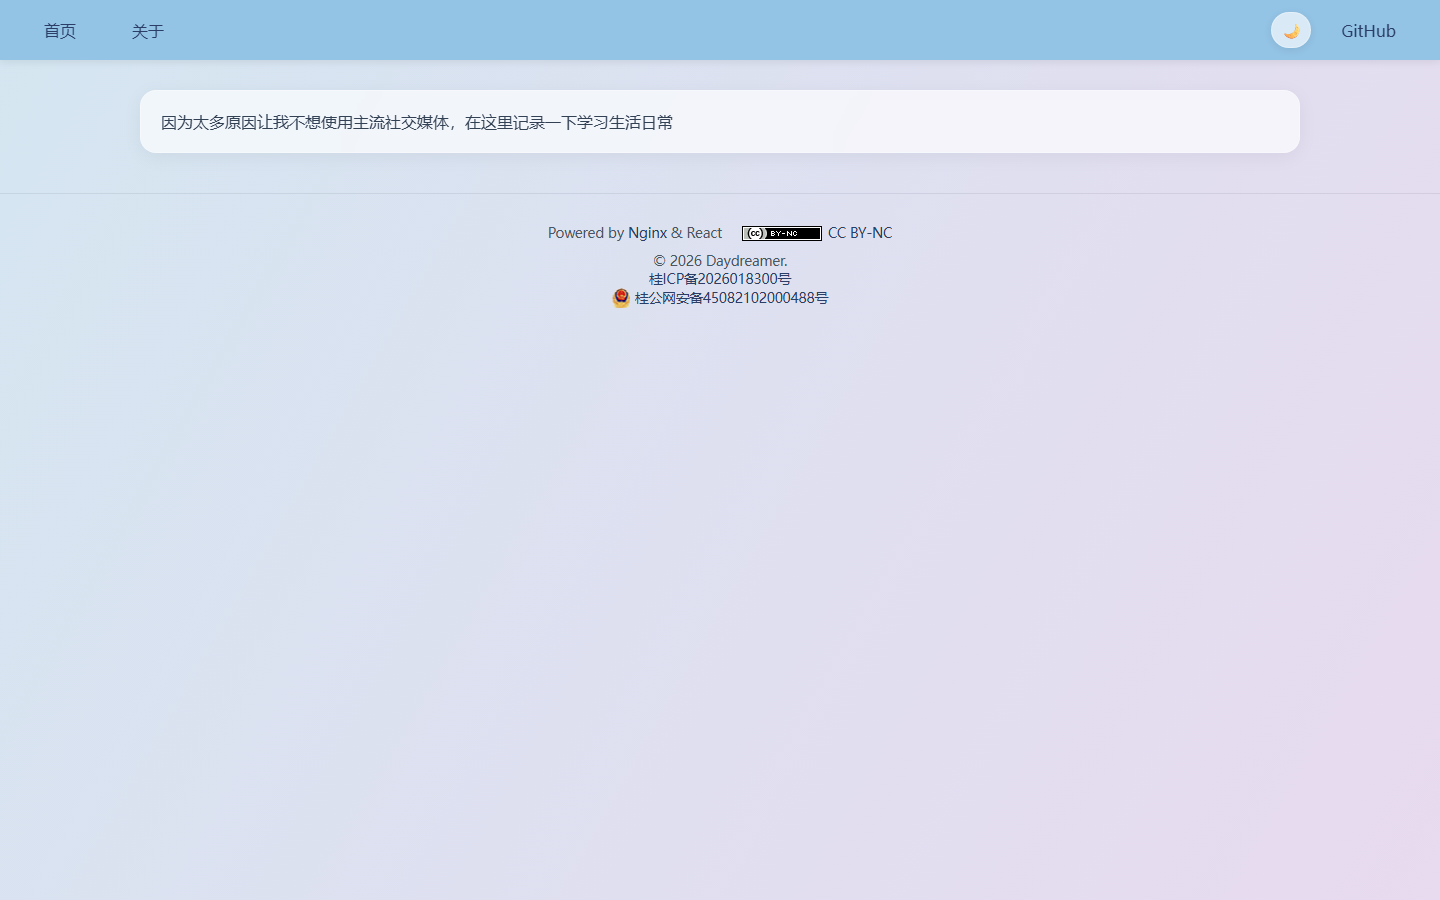 首页
关于
GitHub
因为太多原因让我不想使用主流社交媒体，在这里记录一下学习生活日常
Powered by Nginx & React
(cc) BY-NC CC BY-NC
© 2026 Daydreamer.
桂ICP备2026018300号
桂公网安备45082102000488号